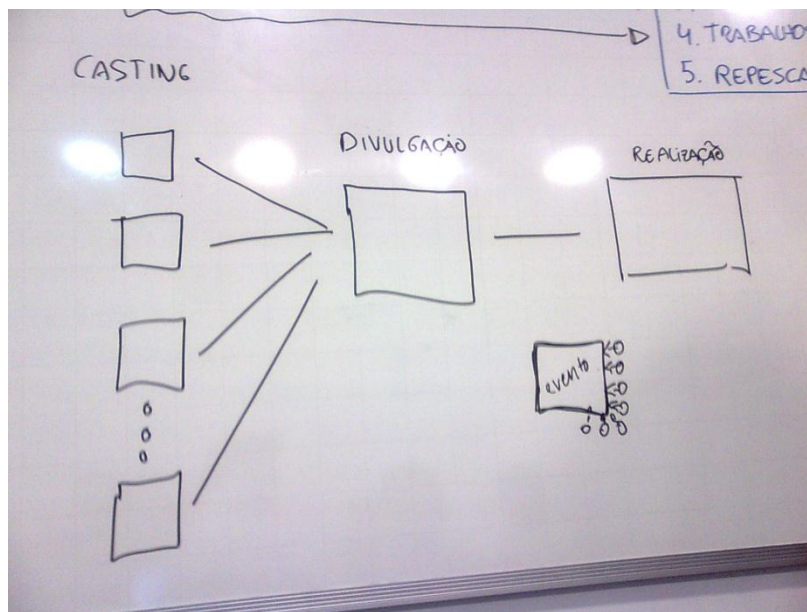 4. TRABALHO
5. REPESCA
CASTING
DIVULGAÇÃO
REALIZAÇÃO
evento